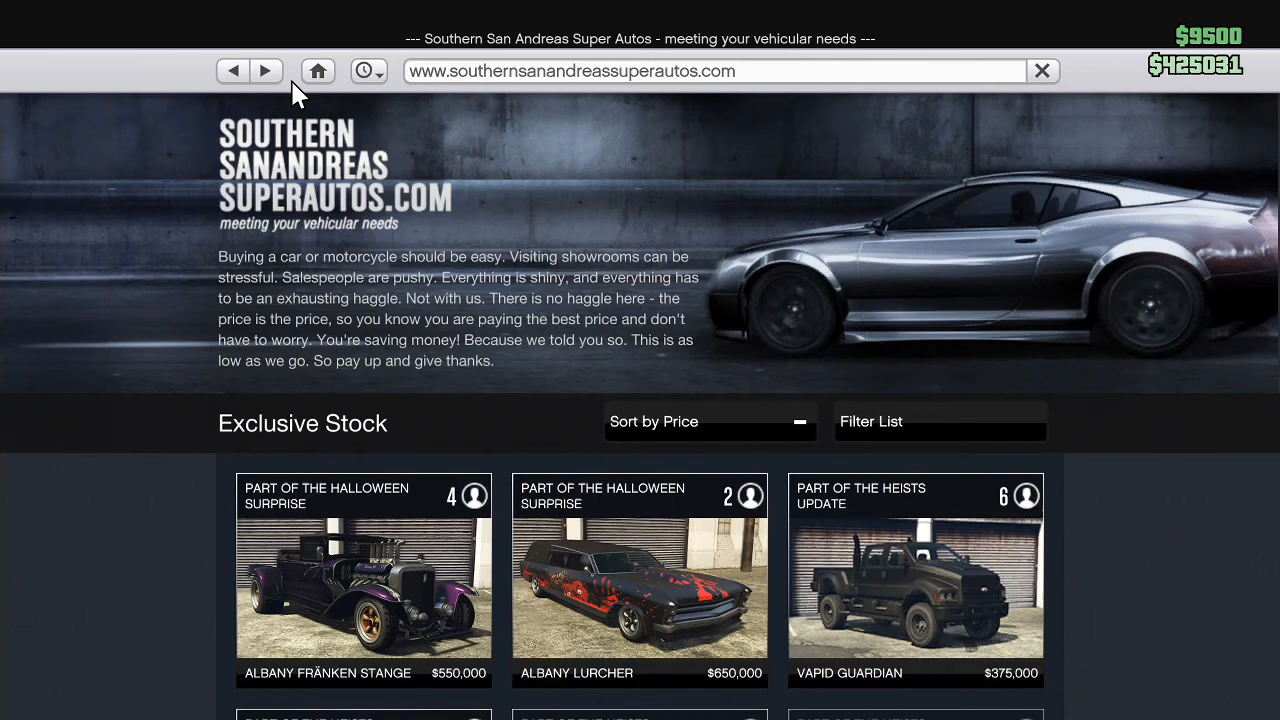 --- Southern San Andreas Super Autos - meeting your vehicular needs ---
$9500
$425031
www.southernsanandreassuperautos.com
SOUTHERN
SANANDREAS
SUPERAUTOS.COM
meeting your vehicular needs
Buying a car or motorcycle should be easy. Visiting showrooms can be
stressful. Salespeople are pushy. Everything is shiny, and everything has
to be an exhausting haggle. Not with us. There is no haggle here - the
price is the price, so you know you are paying the best price and don't
have to worry. You're saving money! Because we told you so. This is as
low as we go. So pay up and give thanks.
Exclusive Stock
Sort by Price
Filter List
PART OF THE HALLOWEEN
SURPRISE
4
ALBANY FRÄNKEN STANGE $550,000
PART OF THE HALLOWEEN
SURPRISE
2
ALBANY LURCHER $650,000
PART OF THE HEISTS
UPDATE
6
VAPID GUARDIAN $375,000